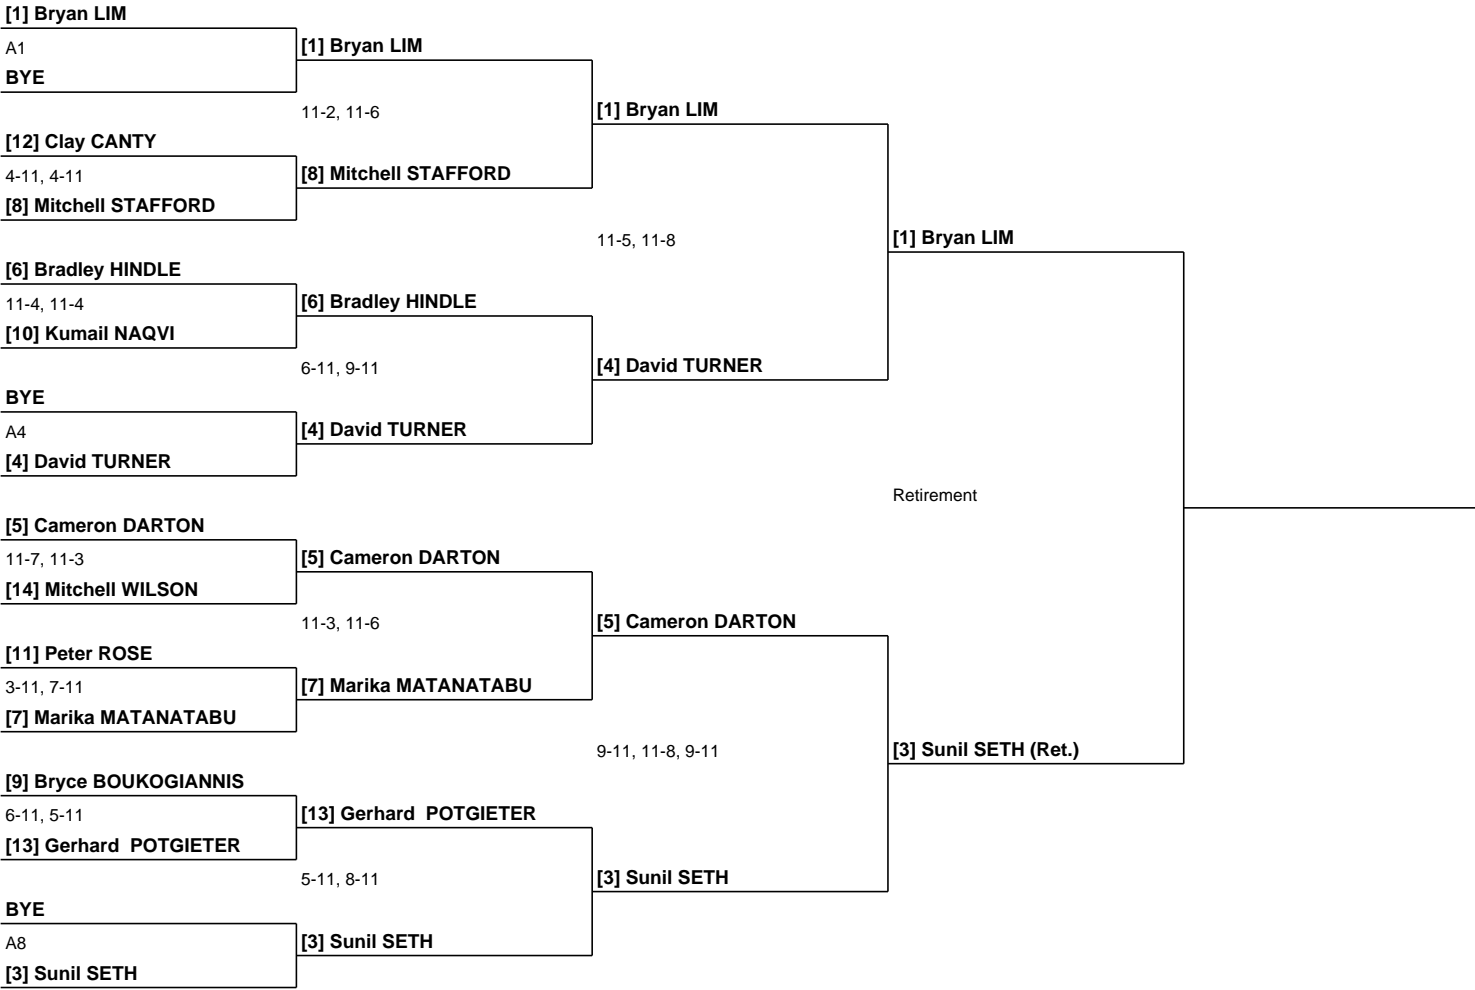 [1] Bryan LIM
A1
BYE
[1] Bryan LIM
11-2, 11-6
[12] Clay CANTY
4-11, 4-11
[8] Mitchell STAFFORD
[8] Mitchell STAFFORD
[1] Bryan LIM
11-5, 11-8
[6] Bradley HINDLE
11-4, 11-4
[10] Kumail NAQVI
[6] Bradley HINDLE
6-11, 9-11
BYE
A4
[4] David TURNER
[4] David TURNER
[4] David TURNER
[1] Bryan LIM
Retirement
[5] Cameron DARTON
11-7, 11-3
[14] Mitchell WILSON
[5] Cameron DARTON
11-3, 11-6
[11] Peter ROSE
3-11, 7-11
[7] Marika MATANATABU
[7] Marika MATANATABU
[5] Cameron DARTON
9-11, 11-8, 9-11
[9] Bryce BOUKOGIANNIS
6-11, 5-11
[13] Gerhard  POTGIETER
[13] Gerhard  POTGIETER
5-11, 8-11
BYE
A8
[3] Sunil SETH
[3] Sunil SETH
[3] Sunil SETH
[3] Sunil SETH (Ret.)